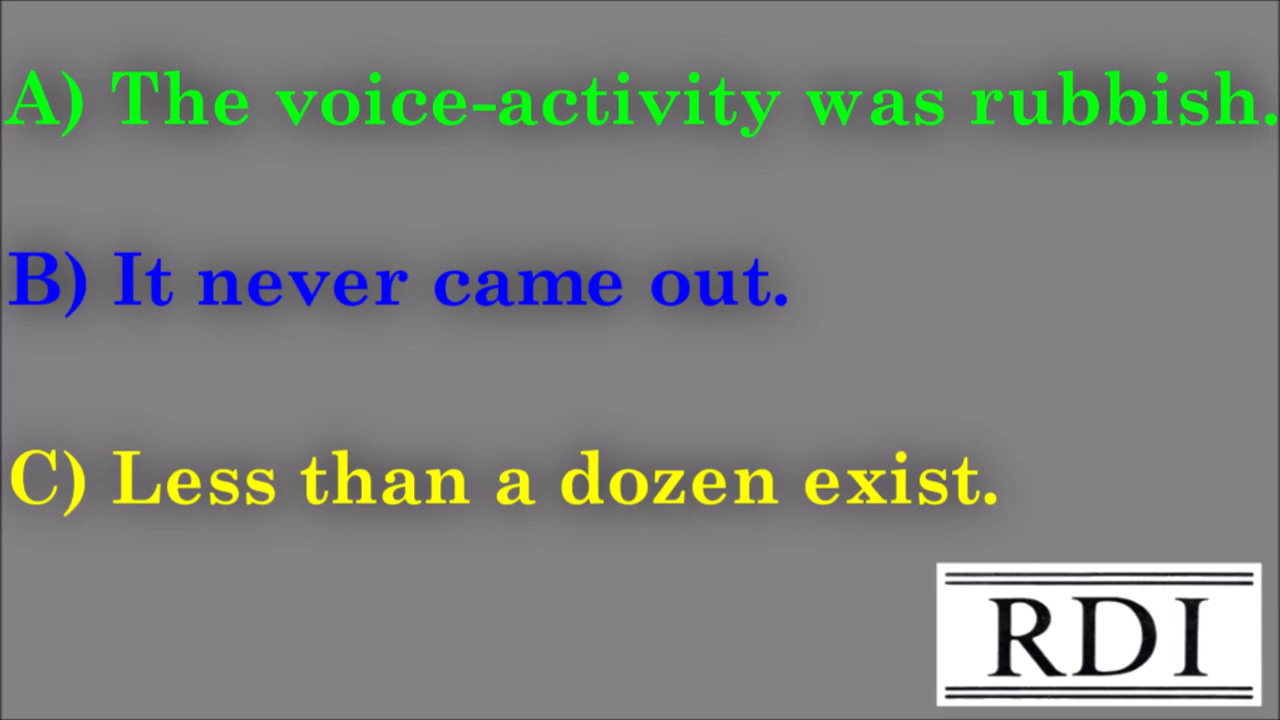 A) The voice-activity was rubbish.
B) It never came out.
C) Less than a dozen exist.
RDI